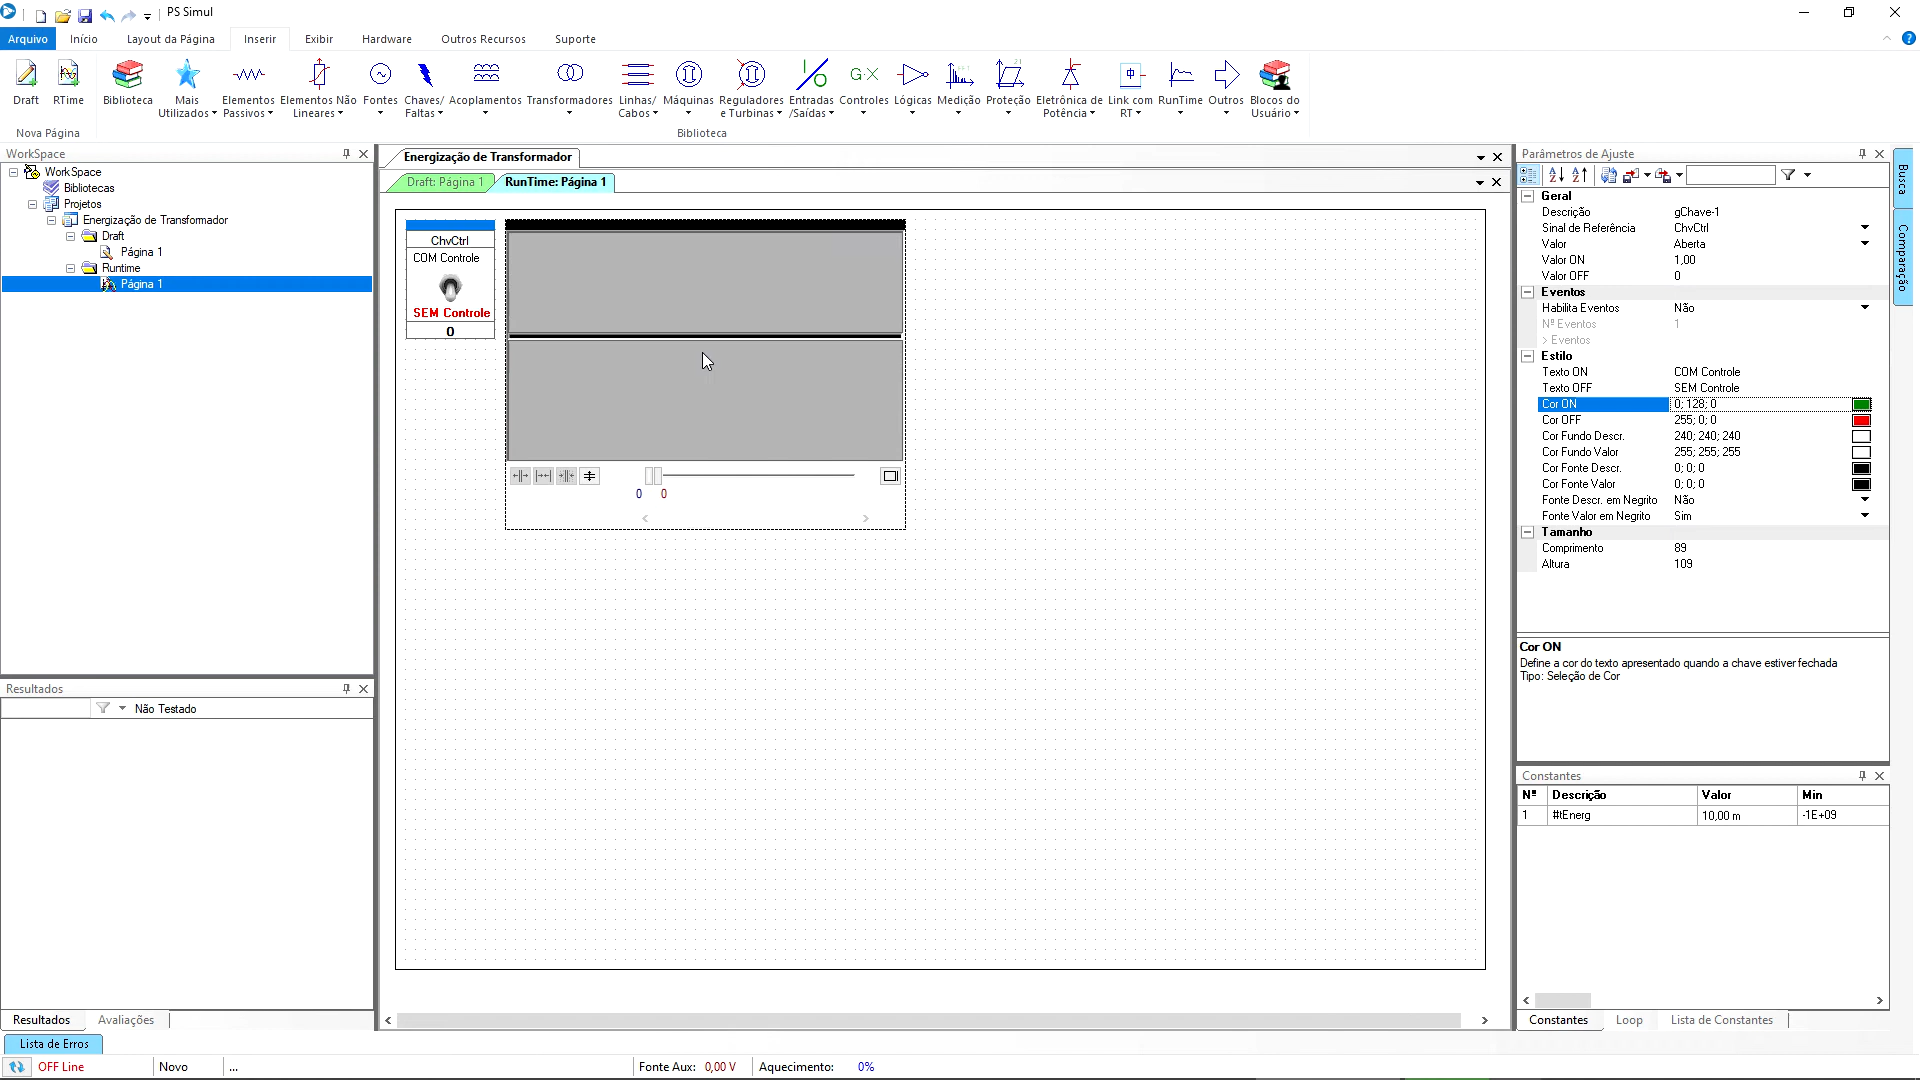 PS Simul
Arquivo Início Layout da Página Inserir Exibir Hardware Outros Recursos Suporte
Draft RTime Biblioteca Mais Utilizados Elementos Passivos Elementos Não Lineares Fontes Chaves/ Faltas Acoplamentos Transformadores Linhas/ Cabos Máquinas Reguladores e Turbinas Entradas /Saídas Controles Lógicas Medição Proteção Eletrônica de Potência Link com RT RunTime Outros Blocos do Usuário
Nova Página Biblioteca
WorkSpace
WorkSpace
Bibliotecas
Projetos
Energização de Transformador
Draft
Página 1
Runtime
Página 1
Resultados
Não Testado
Resultados Avaliações
Energização de Transformador
Draft: Página 1 RunTime: Página 1
ChvCtrl
COM Controle
SEM Controle
0
0 0
Parâmetros de Ajuste
Geral
Descrição gChave-1
Sinal de Referência ChvCtrl
Valor Aberta
Valor ON 1,00
Valor OFF 0
Eventos
Habilita Eventos Não
Nº Eventos 1
> Eventos
Estilo
Texto ON COM Controle
Texto OFF SEM Controle
Cor ON 0; 128; 0
Cor OFF 255; 0; 0
Cor Fundo Descr. 240; 240; 240
Cor Fundo Valor 255; 255; 255
Cor Fonte Descr. 0; 0; 0
Cor Fonte Valor 0; 0; 0
Fonte Descr. em Negrito Não
Fonte Valor em Negrito Sim
Tamanho
Comprimento 89
Altura 109
Cor ON
Define a cor do texto apresentado quando a chave estiver fechada
Tipo: Seleção de Cor
Constantes
Nº Descrição Valor Min
1 #tEnerg 10,00 m -1E+09
Constantes Loop Lista de Constantes
Busca
Comparação
Lista de Erros
OFF Line Novo ... Fonte Aux: 0,00 V Aquecimento: 0%